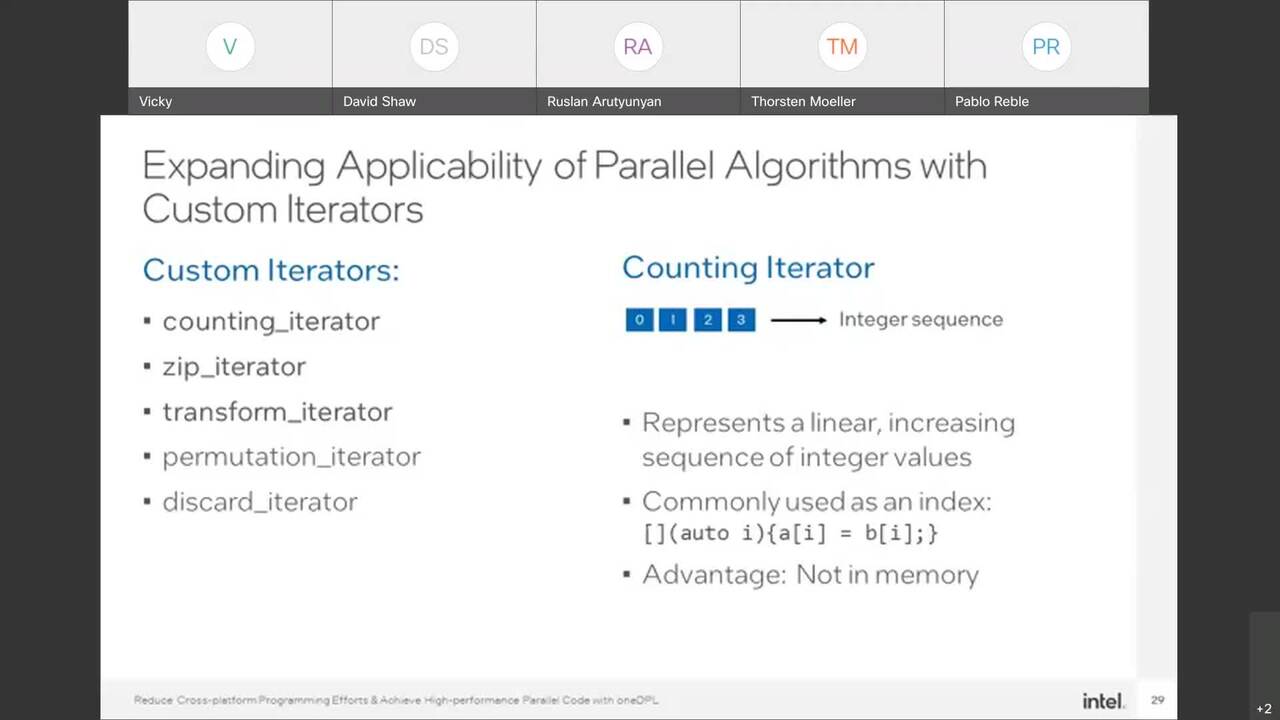 V
DS
RA
TM
PR
Vicky
David Shaw
Ruslan Arutyunyan
Thorsten Moeller
Pablo Reble
Expanding Applicability of Parallel Algorithms with
Custom Iterators
Custom Iterators:
▪ counting_iterator
▪ zip_iterator
▪ transform_iterator
▪ permutation_iterator
▪ discard_iterator
Counting Iterator
0 1 2 3 Integer sequence
▪ Represents a linear, increasing
sequence of integer values
▪ Commonly used as an index:
[](auto i){a[i] = b[i];}
▪ Advantage: Not in memory
Reduce Cross-platform Programming Efforts & Achieve High-performance Parallel Code with oneDPL
intel.
29
+2